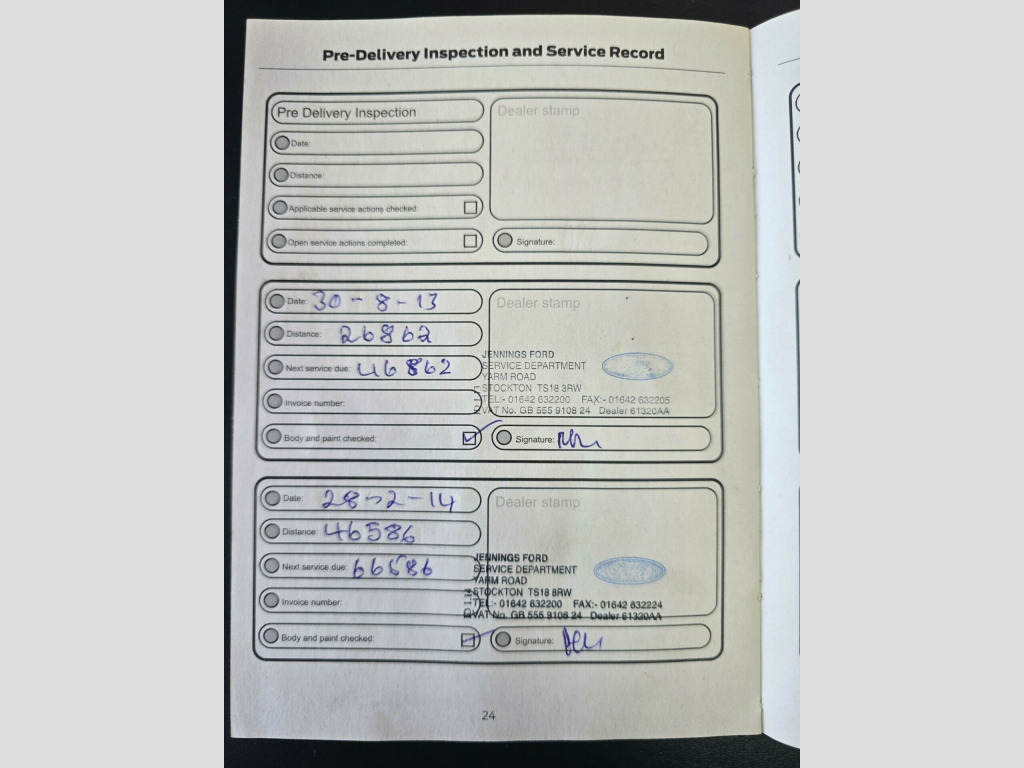 Pre-Delivery Inspection and Service Record
Pre Delivery Inspection
Dealer stamp
Date:
Distance:
Applicable service actions checked:
Open service actions completed:
Signature:
Date: 30 - 8 - 13
Dealer stamp
Distance: 26862
Next service due: 46862
JENNINGS FORD
SERVICE DEPARTMENT
YARM ROAD
STOCKTON TS18 3RW
TEL:- 01642 632200 FAX:- 01642 632205
VAT No. GB 555 9108 24 Dealer 61320AA
Invoice number:
Body and paint checked:
Signature:
Date: 28-2-14
Dealer stamp
Distance: 46586
Next service due: 66586
JENNINGS FORD
SERVICE DEPARTMENT
YARM ROAD
STOCKTON TS18 8RW
TEL:- 01642 632200 FAX:- 01642 632224
VAT No. GB 555 9108 24 Dealer 61320AA
Ford
Invoice number:
Body and paint checked:
Signature:
24